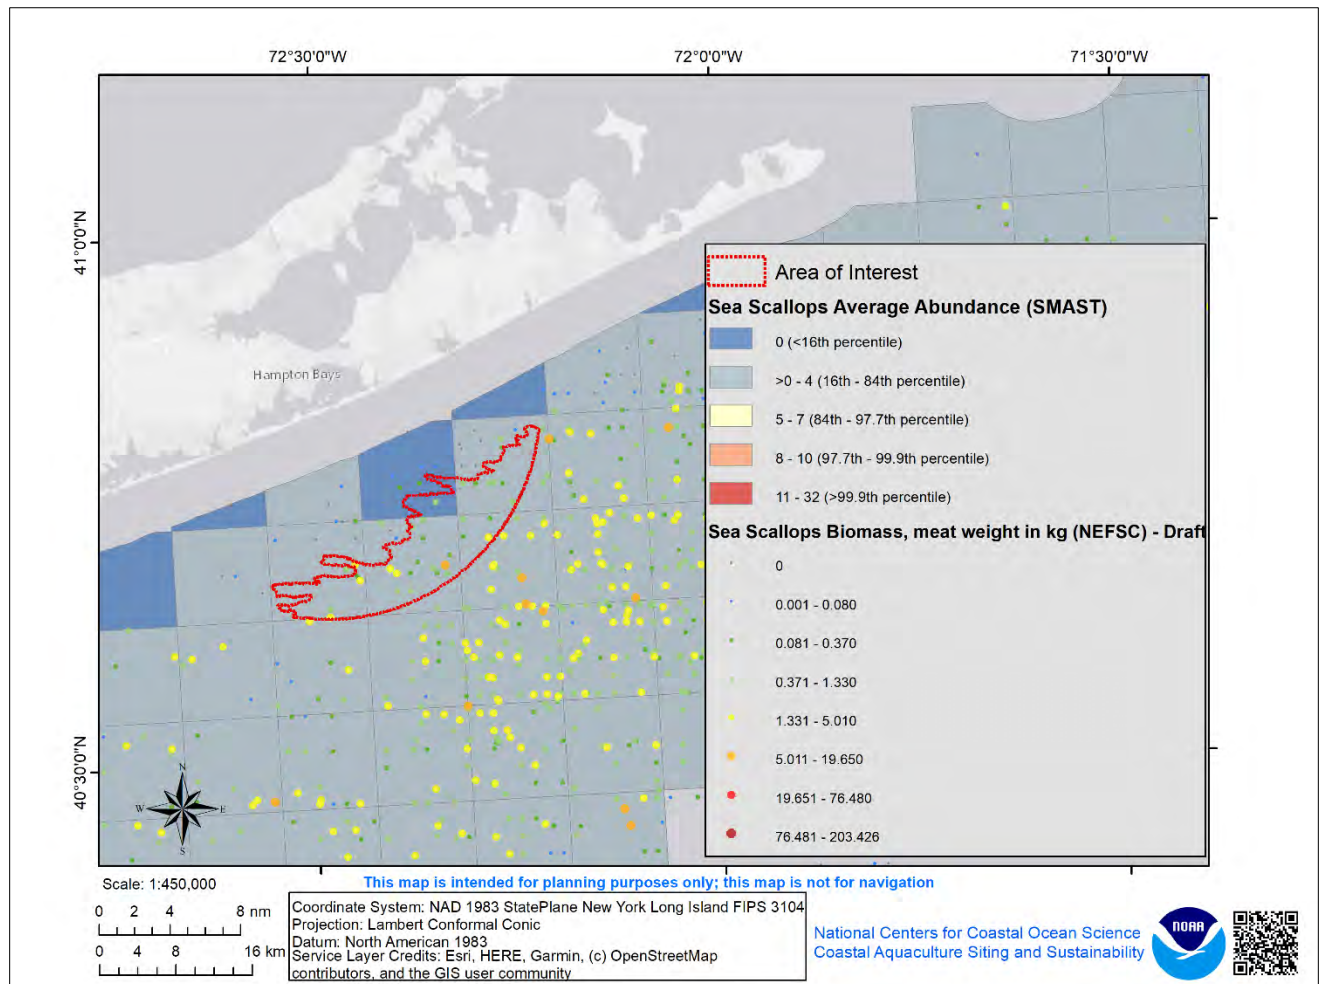 72°30'0"W
72°0'0"W
71°30'0"W
41°0'0"N
40°30'0"N
Hampton Bays
Area of Interest
Sea Scallops Average Abundance (SMAST)
0 (<16th percentile)
>0 - 4 (16th - 84th percentile)
5 - 7 (84th - 97.7th percentile)
8 - 10 (97.7th - 99.9th percentile)
11 - 32 (>99.9th percentile)
Sea Scallops Biomass, meat weight in kg (NEFSC) - Draft
0
0.001 - 0.080
0.081 - 0.370
0.371 - 1.330
1.331 - 5.010
5.011 - 19.650
19.651 - 76.480
76.481 - 203.426
N
W
E
S
Scale: 1:450,000
This map is intended for planning purposes only; this map is not for navigation
0 2 4 8 nm
0 4 8 16 km
Coordinate System: NAD 1983 StatePlane New York Long Island FIPS 3104
Projection: Lambert Conformal Conic
Datum: North American 1983
Service Layer Credits: Esri, HERE, Garmin, (c) OpenStreetMap
contributors, and the GIS user community
National Centers for Coastal Ocean Science
Coastal Aquaculture Siting and Sustainability
NOAA